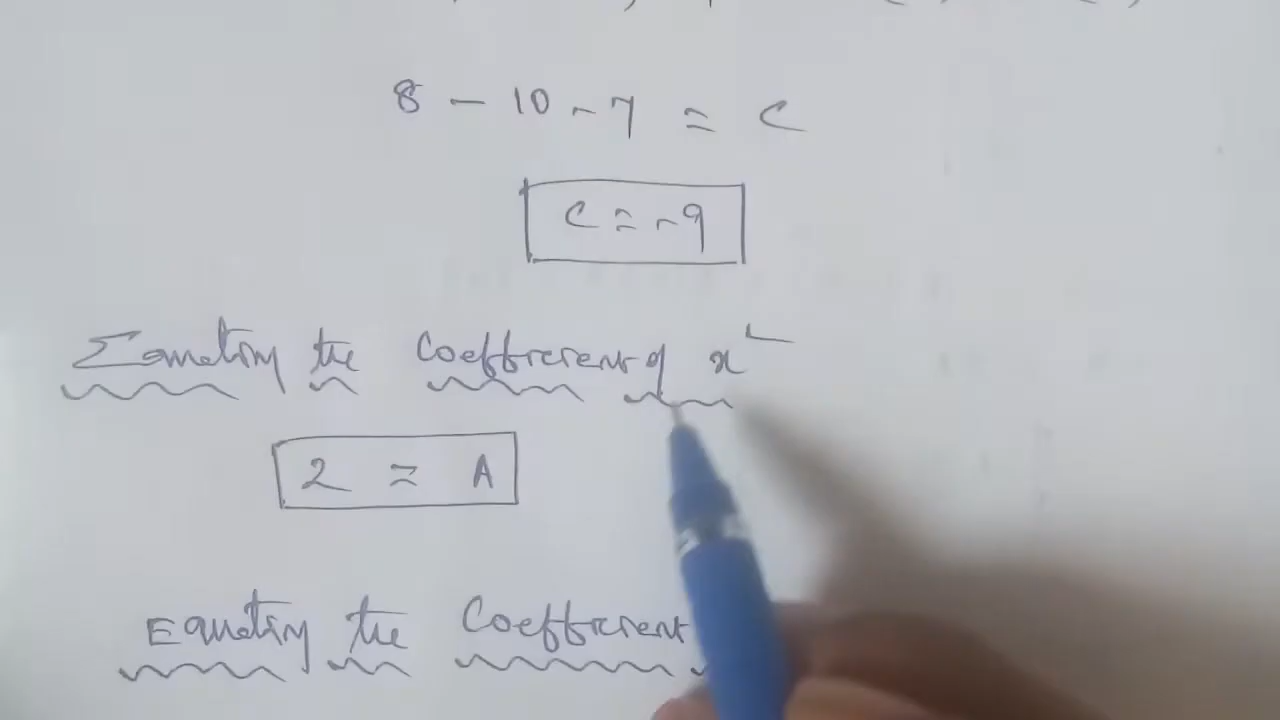 8 - 10 - 7 = C
C = -9
Equating the coefficient of x²
2 = A
Equating the Coefficient